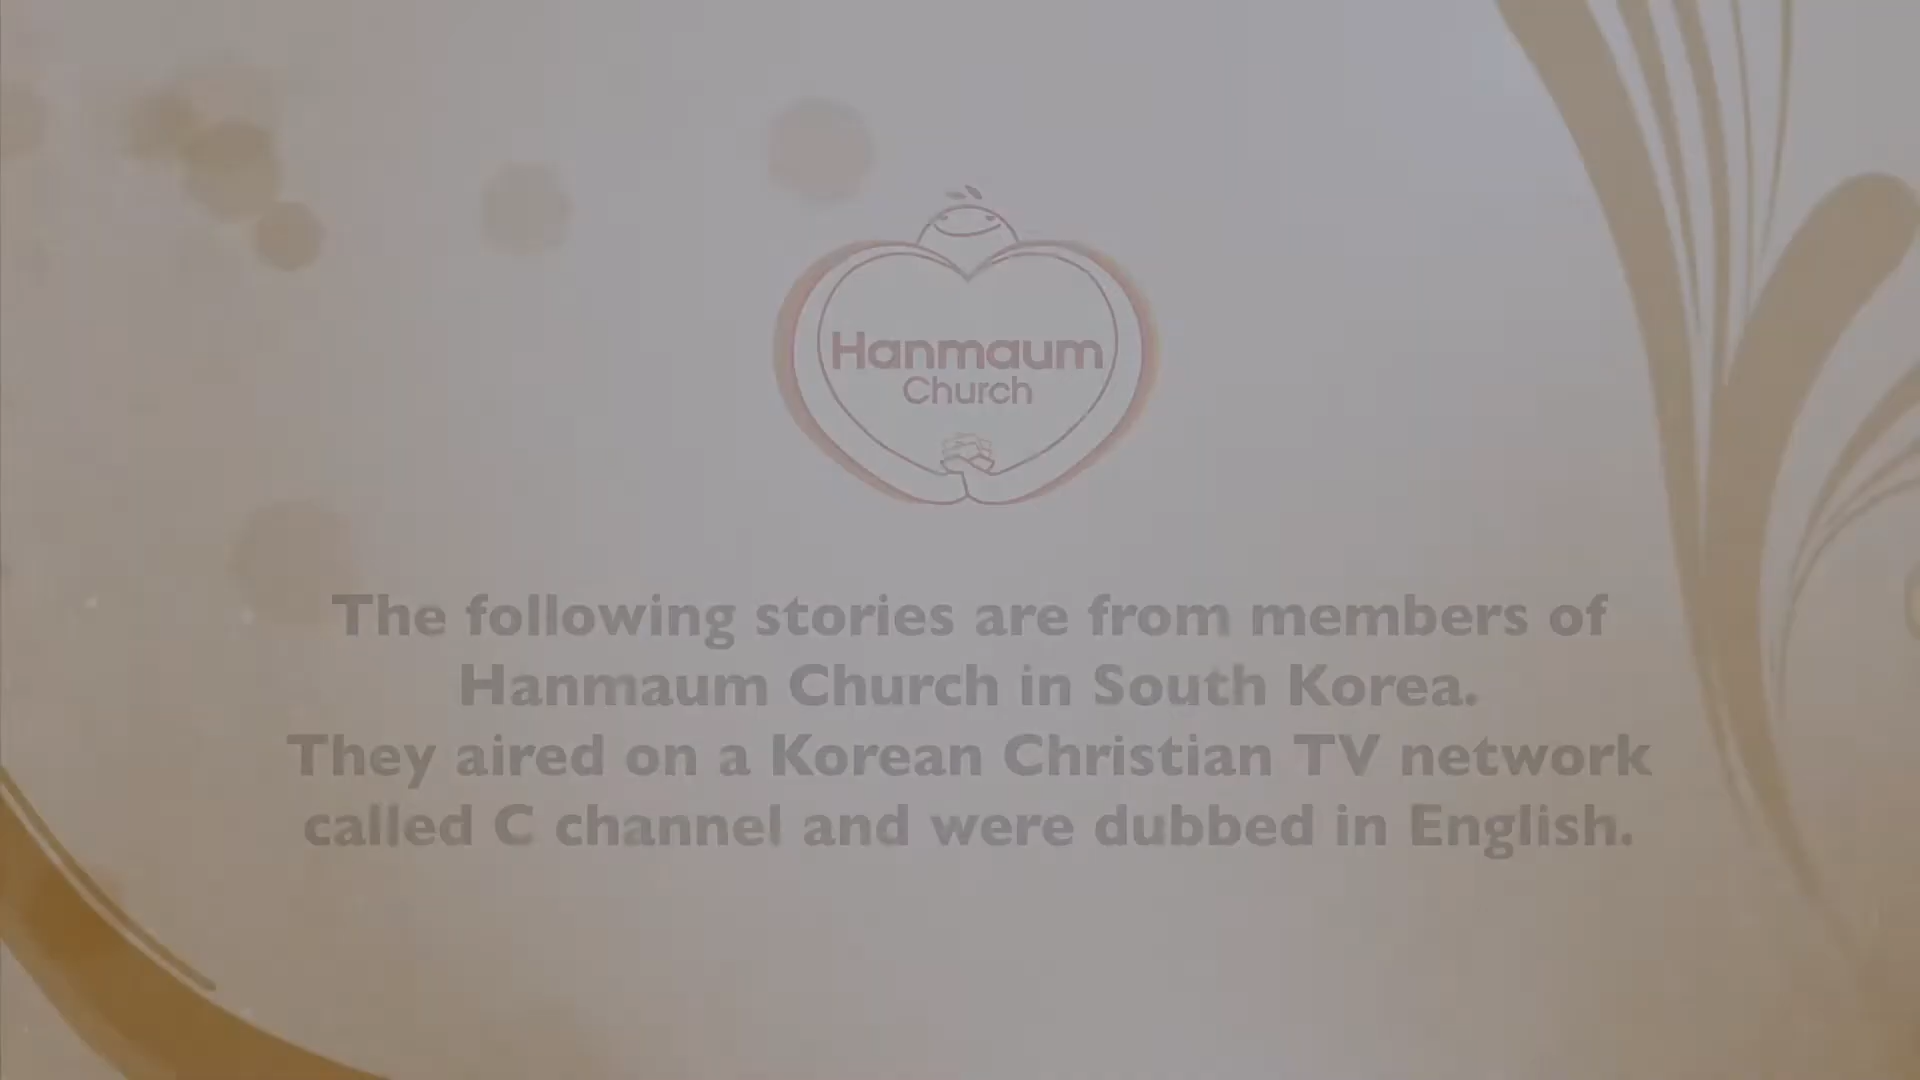 Hanmaum
Church
The following stories are from members of
Hanmaum Church in South Korea.
They aired on a Korean Christian TV network
called C channel and were dubbed in English.